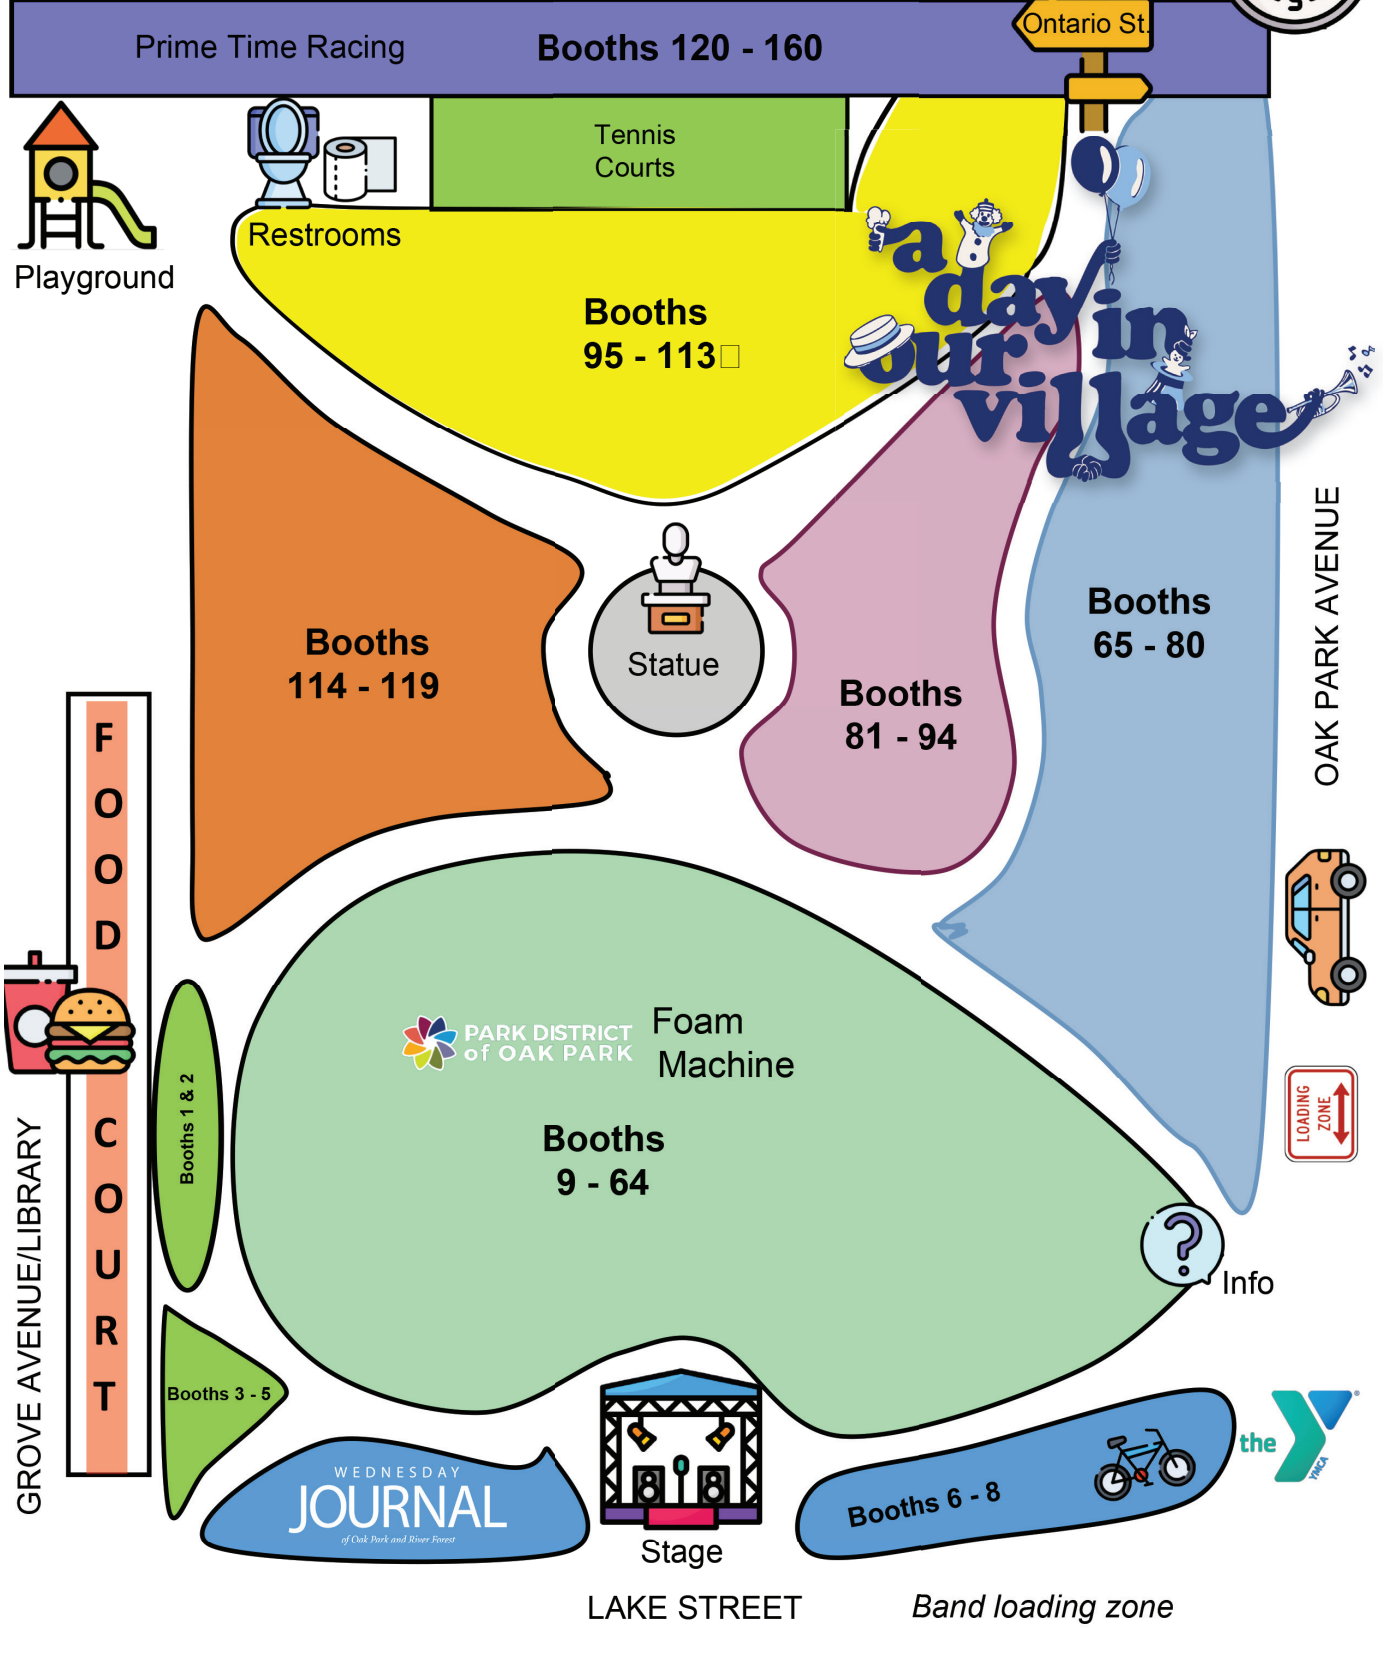 Prime Time Racing
Booths 120 - 160
Ontario St.
S
Tennis
Courts
Restrooms
Playground
Booths
95 - 113
a
day in
our
village
OAK PARK AVENUE
Booths
65 - 80
Statue
Booths
114 - 119
Booths
81 - 94
FOOD COURT
PARK DISTRICT
of OAK PARK
Foam
Machine
Booths
9 - 64
Booths 1 & 2
LOADING
ZONE
GROVE AVENUE/LIBRARY
?
Info
Booths 3 - 5
WEDNESDAY
JOURNAL
of Oak Park and River Forest
Stage
Booths 6 - 8
the
YMCA
®
LAKE STREET
Band loading zone